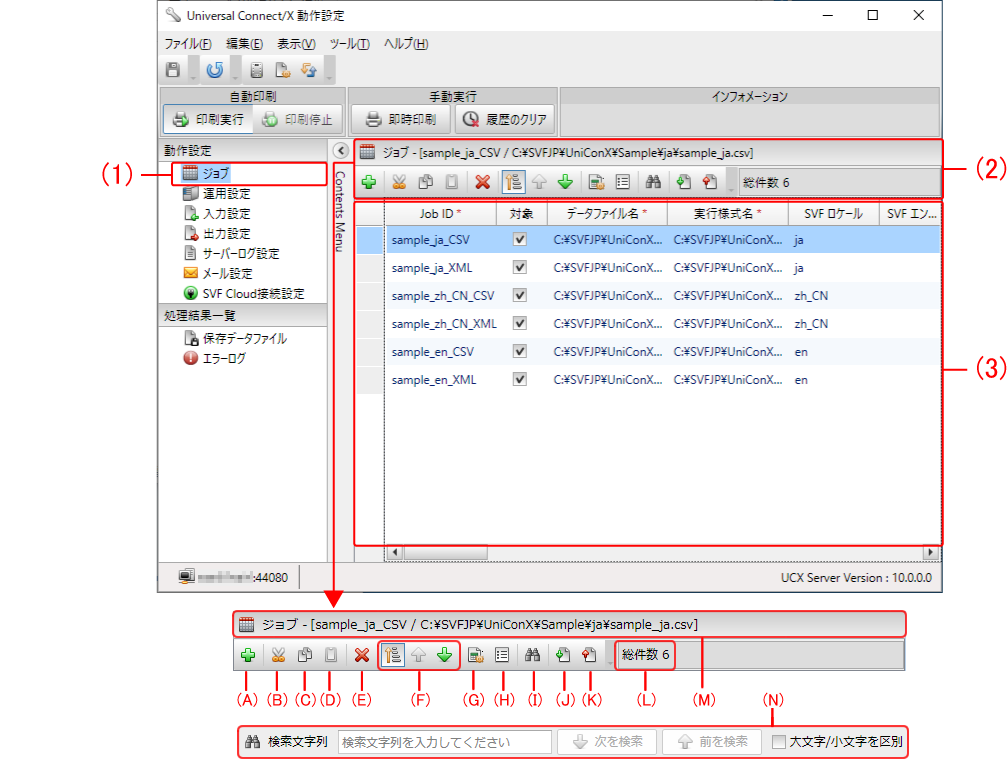 Universal Connect/X 動作設定
ファイル(F) 編集(E) 表示(V) ツール(T) ヘルプ(H)
自動印刷 手動実行 インフォメーション
印刷実行 印刷停止 即時印刷 履歴のクリア
動作設定
ジョブ
運用設定
入力設定
出力設定
サーバーログ設定
メール設定
SVF Cloud接続設定
処理結果一覧
保存データファイル
エラーログ
(1)
Contents Menu
ジョブ - [sample_ja_CSV / C:¥SVFJP¥UniConX¥Sample¥ja¥sample_ja.csv]
総件数 6
(2)
Job ID * 対象 データファイル名 * 実行様式名 * SVF ロケール SVF エン...
sample_ja_CSV C:¥SVFJP¥UniConX... C:¥SVFJP¥UniConX... ja
sample_ja_XML C:¥SVFJP¥UniConX... C:¥SVFJP¥UniConX... ja
sample_zh_CN_CSV C:¥SVFJP¥UniConX... C:¥SVFJP¥UniConX... zh_CN
sample_zh_CN_XML C:¥SVFJP¥UniConX... C:¥SVFJP¥UniConX... zh_CN
sample_en_CSV C:¥SVFJP¥UniConX... C:¥SVFJP¥UniConX... en
sample_en_XML C:¥SVFJP¥UniConX... C:¥SVFJP¥UniConX... en
(3)
:44080
UCX Server Version : 10.0.0.0
ジョブ - [sample_ja_CSV / C:¥SVFJP¥UniConX¥Sample¥ja¥sample_ja.csv]
総件数 6
(A) (B) (C) (D) (E) (F) (G) (H) (I) (J) (K) (L) (M) (N)
検索文字列 検索文字列を入力してください 次を検索 前を検索 大文字/小文字を区別